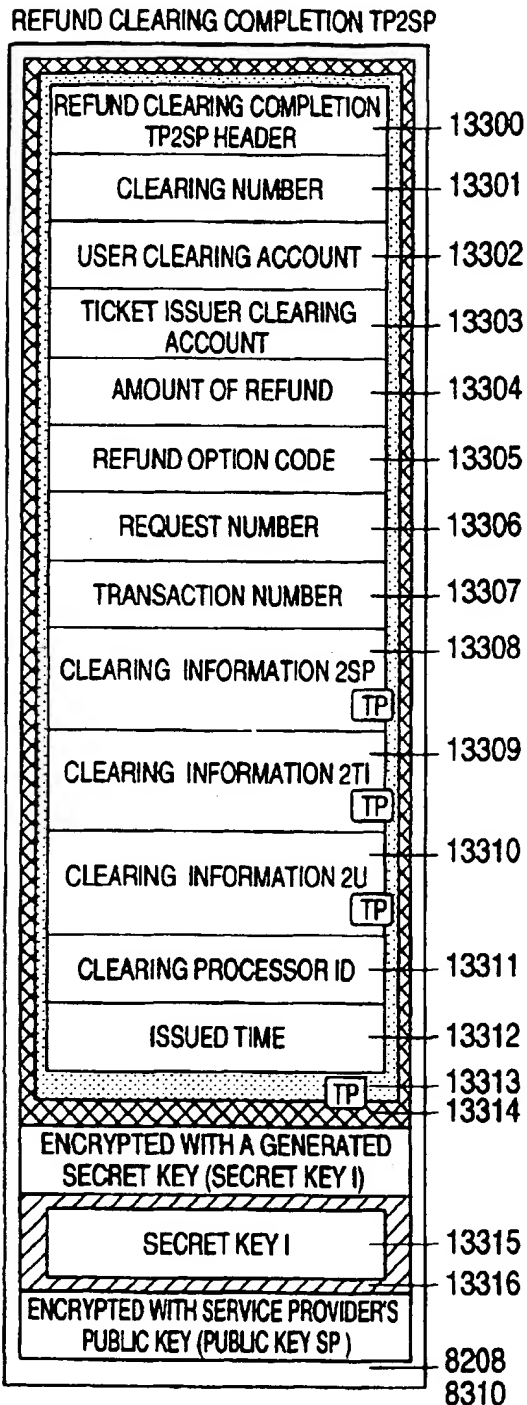 REFUND CLEARING COMPLETION TP2SP
REFUND CLEARING COMPLETION
TP2SP HEADER
13300
CLEARING NUMBER
13301
USER CLEARING ACCOUNT
13302
TICKET ISSUER CLEARING
ACCOUNT
13303
AMOUNT OF REFUND
13304
REFUND OPTION CODE
13305
REQUEST NUMBER
13306
TRANSACTION NUMBER
13307
CLEARING INFORMATION 2SP
13308
TP
CLEARING INFORMATION 2TI
13309
TP
CLEARING INFORMATION 2U
13310
TP
CLEARING PROCESSOR ID
13311
ISSUED TIME
13312
TP
13313
13314
ENCRYPTED WITH A GENERATED
SECRET KEY (SECRET KEY I)
SECRET KEY I
13315
13316
ENCRYPTED WITH SERVICE PROVIDER'S
PUBLIC KEY (PUBLIC KEY SP )
8208
8310